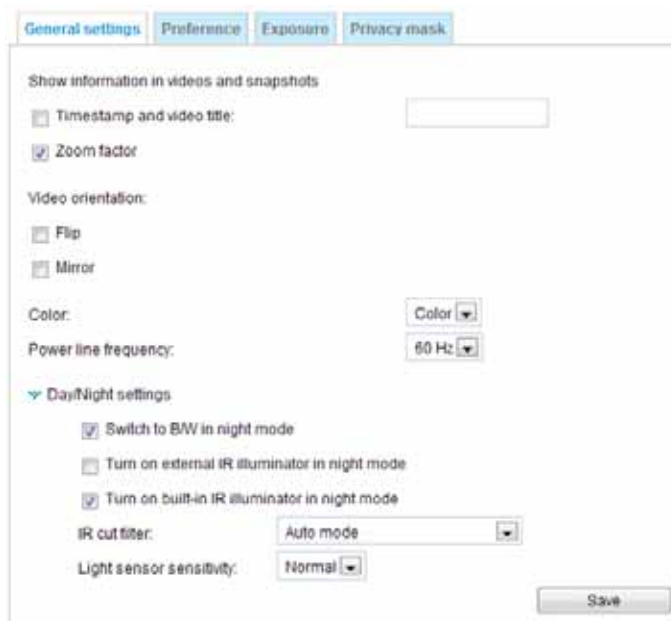 General settings Preference Exposure Privacy mask
Show information in videos and snapshots
Timestamp and video title:
Zoom factor
Video orientation:
Flip
Mirror
Color: Color
Power line frequency: 60 Hz
Day/Night settings
Switch to B/W in night mode
Turn on external IR illuminator in night mode
Turn on built-in IR illuminator in night mode
IR cut filter: Auto mode
Light sensor sensitivity: Normal
Save